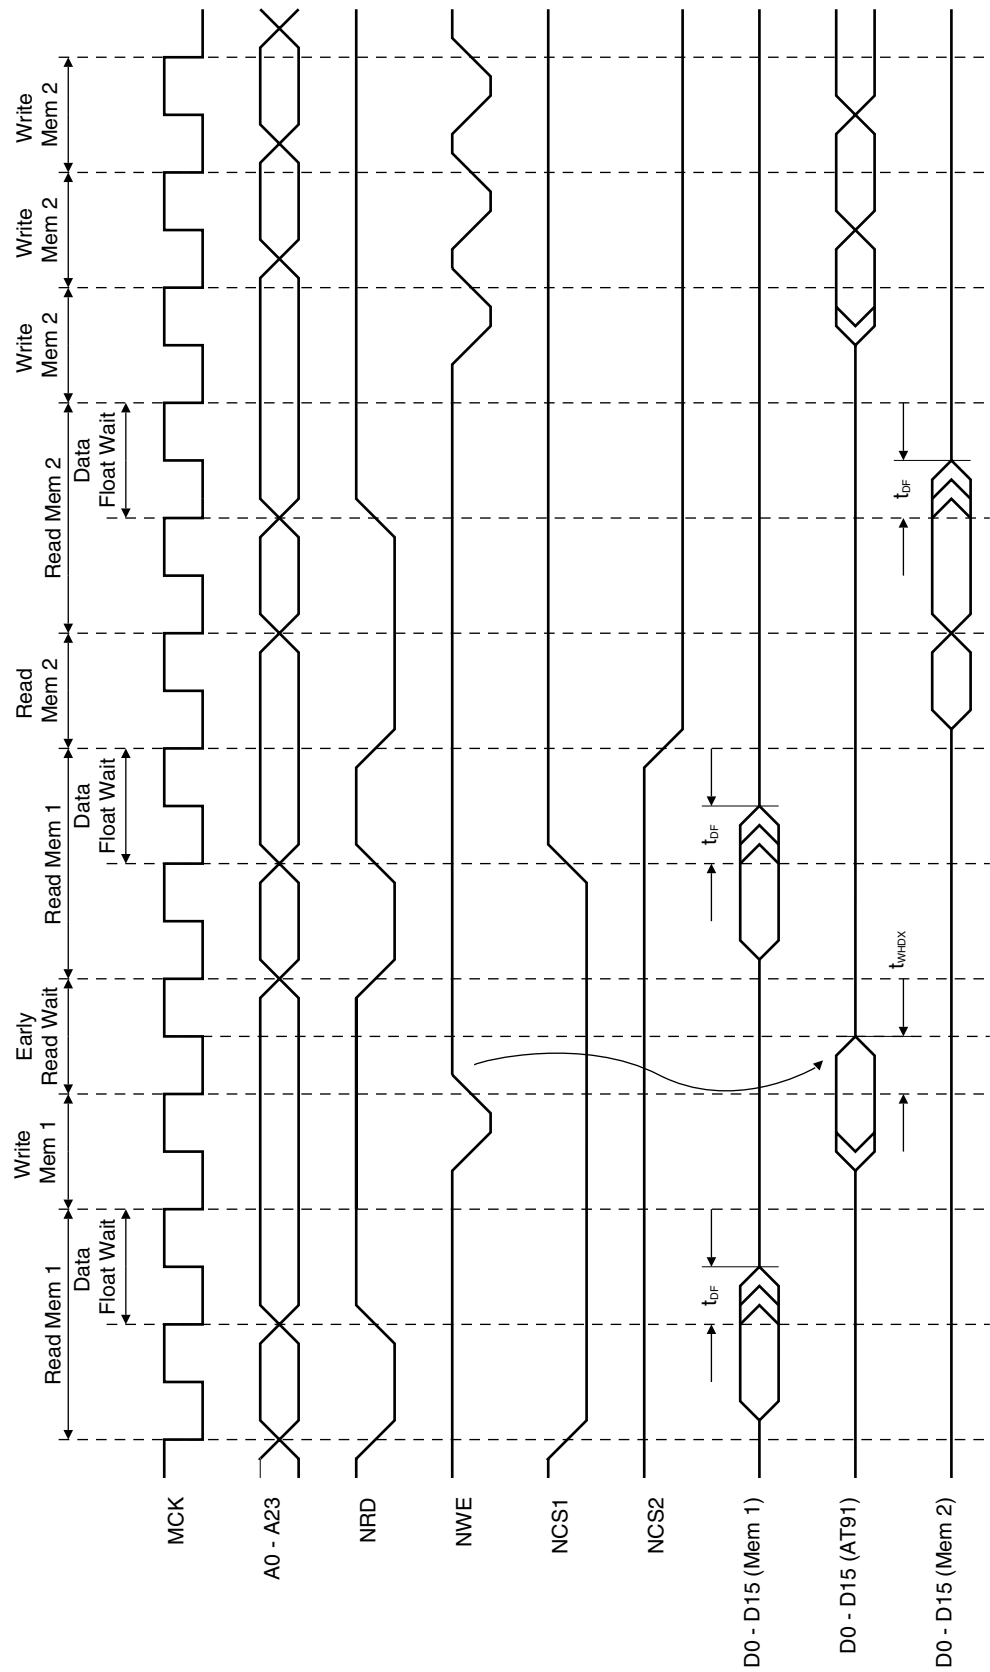 Read Mem 1
Data
Float Wait
Write
Mem 1
Early
Read Wait
Read Mem 1
Data
Float Wait
Read
Mem 2
Read Mem 2
Data
Float Wait
Write
Mem 2
Write
Mem 2
Write
Mem 2
MCK
A0 - A23
NRD
NWE
NCS1
NCS2
D0 - D15 (Mem 1)
tDF
tDF
D0 - D15 (AT91)
tWHDX
D0 - D15 (Mem 2)
tDF